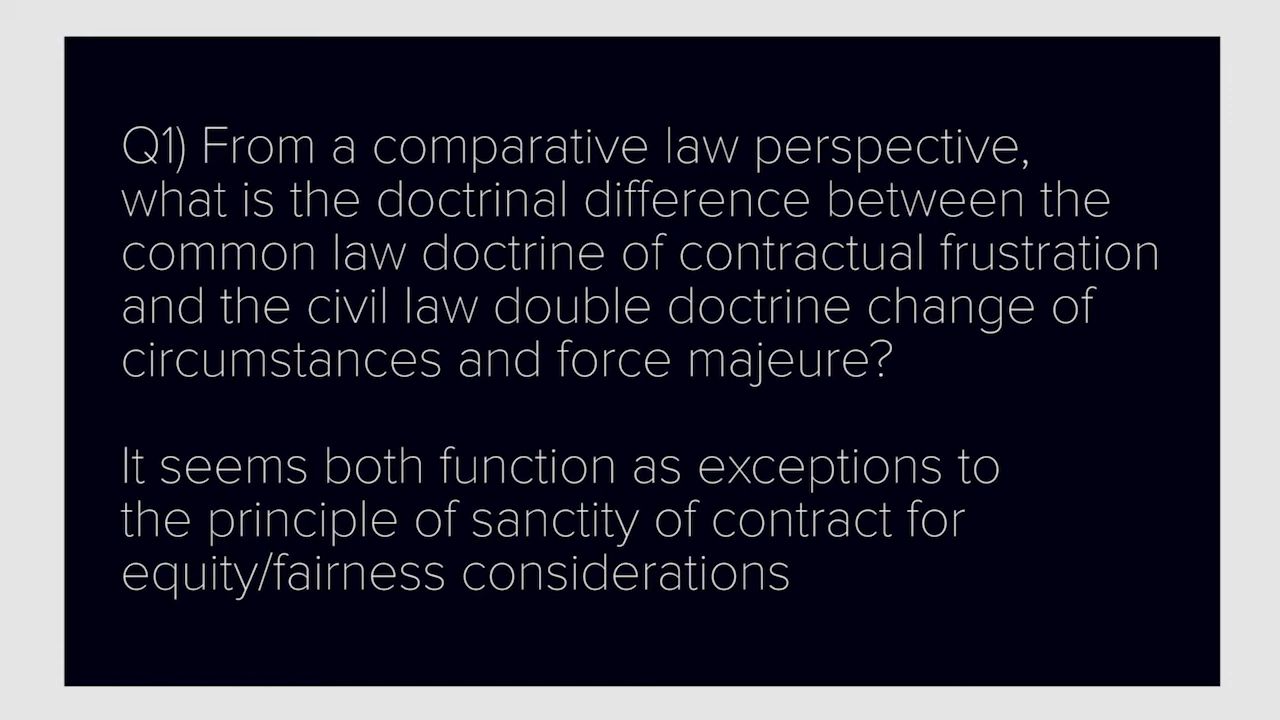 Q1) From a comparative law perspective,
what is the doctrinal difference between the
common law doctrine of contractual frustration
and the civil law double doctrine change of
circumstances and force majeure?
It seems both function as exceptions to
the principle of sanctity of contract for
equity/fairness considerations